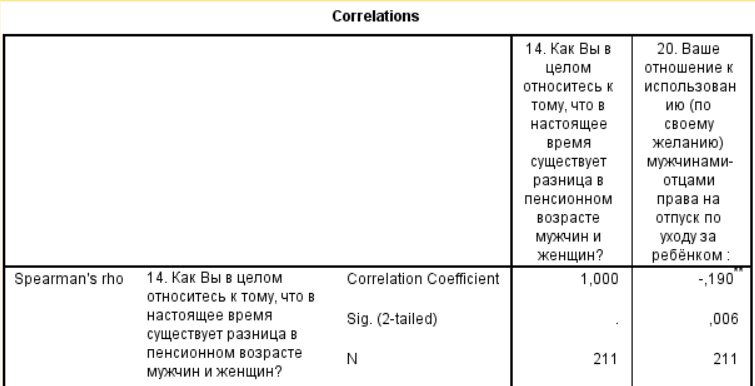 Correlations
14. Как Вы в
целом
относитесь к
тому, что в
настоящее
время
существует
разница в
пенсионном
возрасте
мужчин и
женщин?
20. Ваше
отношение к
использован
ию (по
своему
желанию)
мужчинами-
отцами
права на
отпуск по
уходу за
ребёнком :
Spearman's rho
14. Как Вы в целом
относитесь к тому, что в
настоящее время
существует разница в
пенсионном возрасте
мужчин и женщин?
Correlation Coefficient 1,000 -,190**
Sig. (2-tailed) . ,006
N 211 211